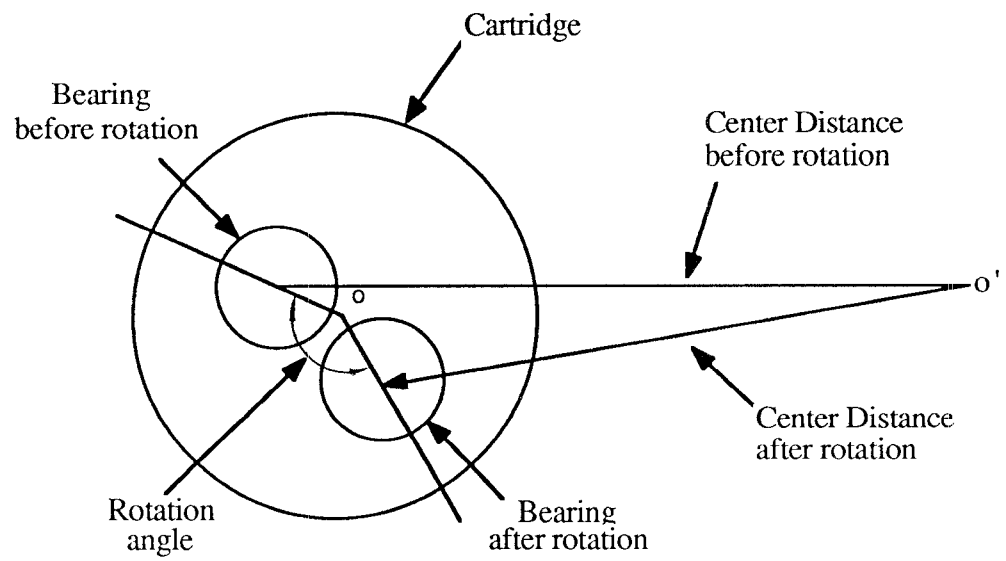 Cartridge
Bearing
before rotation
Center Distance
before rotation
o
o'
Center Distance
after rotation
Rotation
angle
Bearing
after rotation